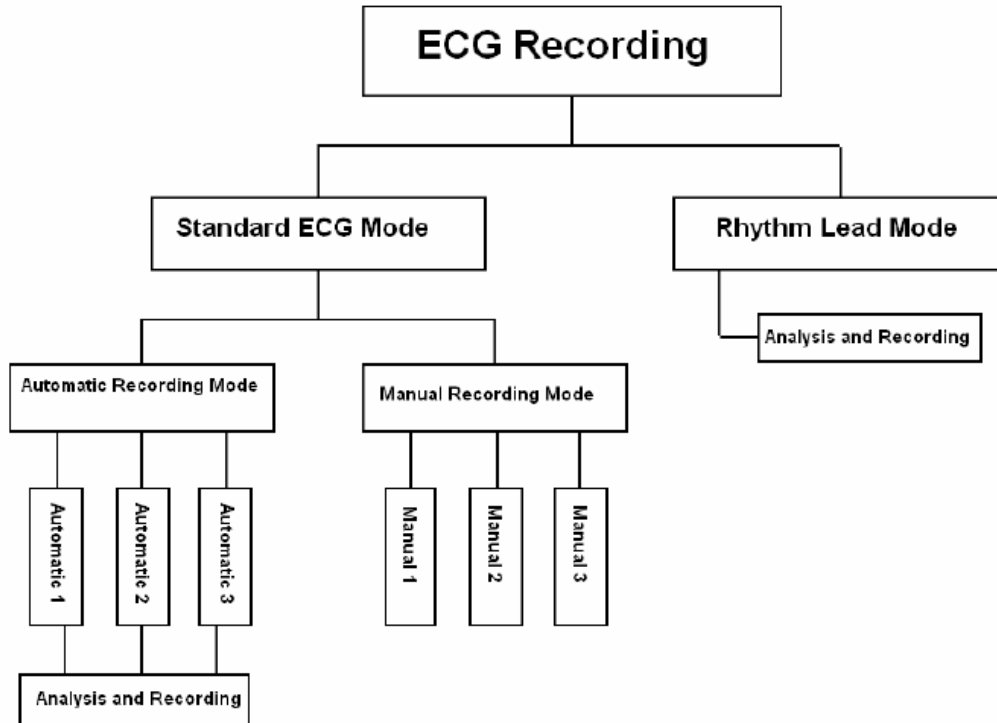 ECG Recording
Standard ECG Mode
Rhythm Lead Mode
Analysis and Recording
Automatic Recording Mode
Manual Recording Mode
Automatic 1
Automatic 2
Automatic 3
Manual 1
Manual 2
Manual 3
Analysis and Recording